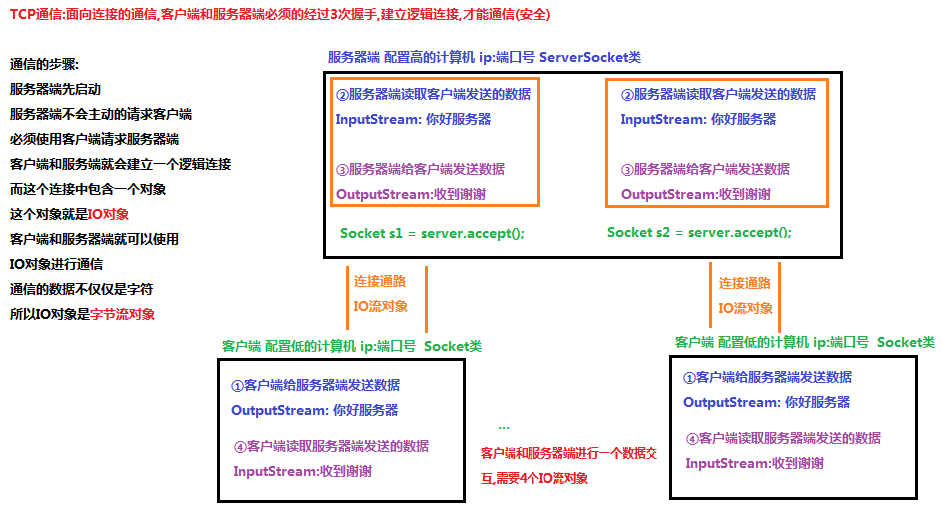 TCP通信:面向连接的通信,客户端和服务器端必须的经过3次握手,建立逻辑连接,才能通信(安全)
通信的步骤:
服务器端先启动
服务器端不会主动的请求客户端
必须使用客户端请求服务器端
客户端和服务端就会建立一个逻辑连接
而这个连接中包含一个对象
这个对象就是IO对象
客户端和服务器端就可以使用
IO对象进行通信
通信的数据不仅仅是字符
所以IO对象是字节流对象
服务器端 配置高的计算机 ip:端口号 ServerSocket类
②服务器端读取客户端发送的数据
InputStream: 你好服务器
③服务器端给客户端发送数据
OutputStream:收到谢谢
Socket s1 = server.accept();
②服务器端读取客户端发送的数据
InputStream: 你好服务器
③服务器端给客户端发送数据
OutputStream:收到谢谢
Socket s2 = server.accept();
连接通路
IO流对象
连接通路
IO流对象
客户端 配置低的计算机 ip:端口号 Socket类
①客户端给服务器端发送数据
OutputStream: 你好服务器
④客户端读取服务器端发送的数据
InputStream:收到谢谢
...
客户端和服务器端进行一个数据交
互,需要4个IO流对象
客户端 配置低的计算机 ip:端口号 Socket类
①客户端给服务器端发送数据
OutputStream: 你好服务器
④客户端读取服务器端发送的数据
InputStream:收到谢谢